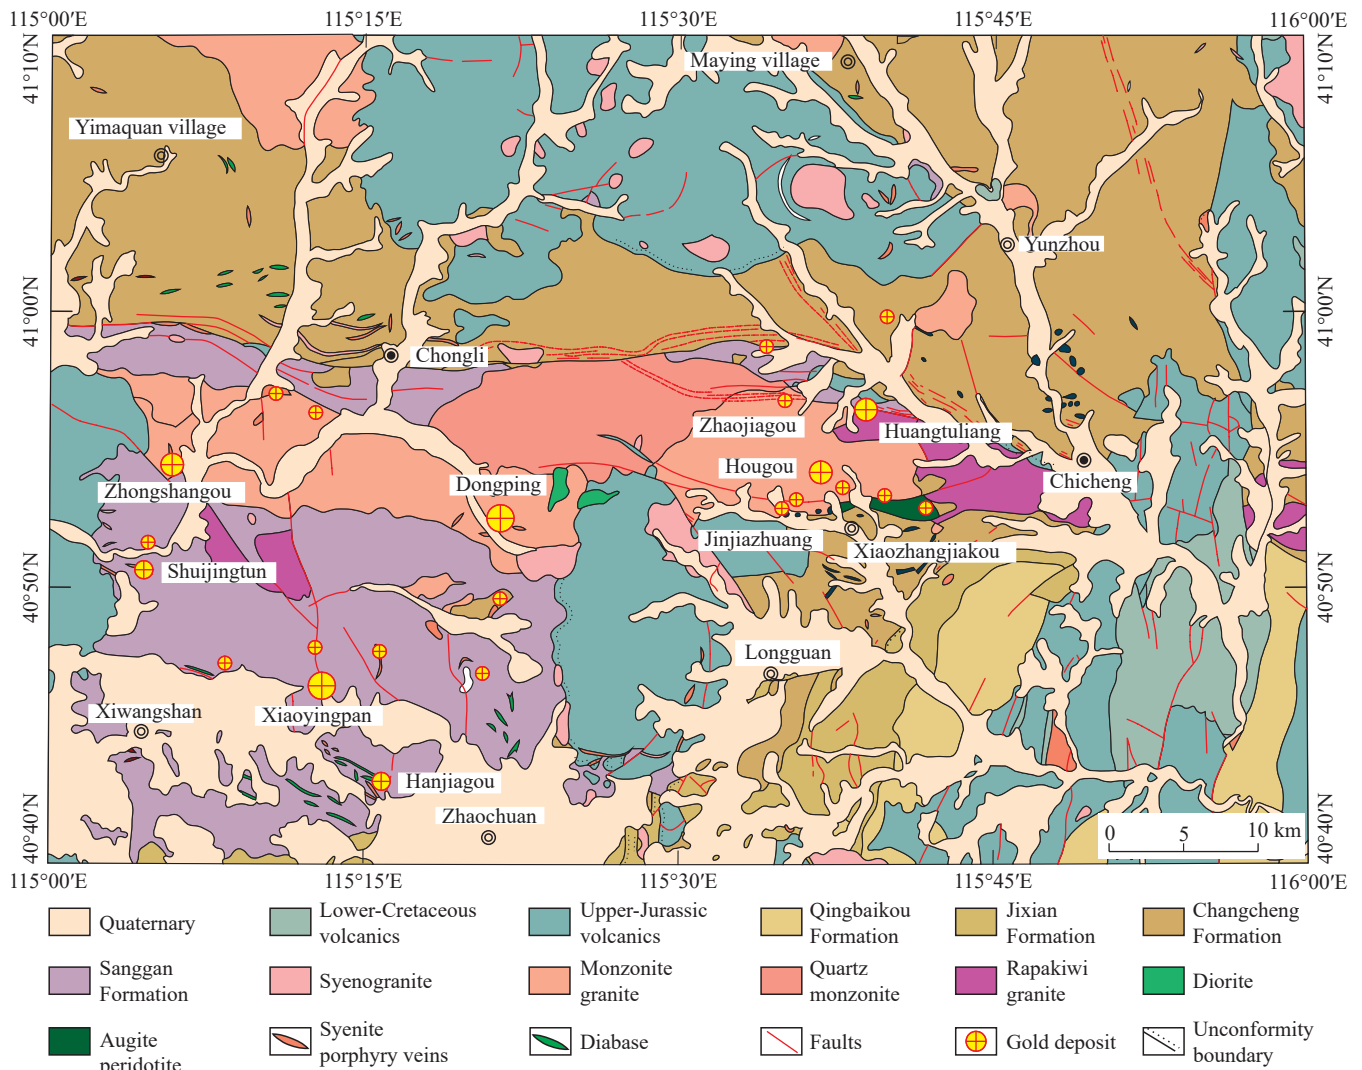 115°00′E 115°15′E 115°30′E 115°45′E 116°00′E
41°10′N
41°10′N
Maying village
Yimaquan village
Yunzhou
41°00′N
41°00′N
Chongli
Zhaojiagou
Huangtuliang
Hougou
Chicheng
Zhongshangou
Dongping
Jinjiazhuang
Xiaozhangjiakou
Shuijingtun
40°50′N
40°50′N
Longguan
Xiwangshan
Xiaoyingpan
Hanjiagou
Zhaochuan
40°40′N
40°40′N
0 5 10 km
115°00′E 115°15′E 115°30′E 115°45′E 116°00′E
Quaternary
Lower-Cretaceous
volcanics
Upper-Jurassic
volcanics
Qingbaikou
Formation
Jixian
Formation
Changcheng
Formation
Sanggan
Formation
Syenogranite
Monzonite
granite
Quartz
monzonite
Rapakiwi
granite
Diorite
Augite
peridotite
Syenite
porphyry veins
Diabase
Faults
Gold deposit
Unconformity
boundary